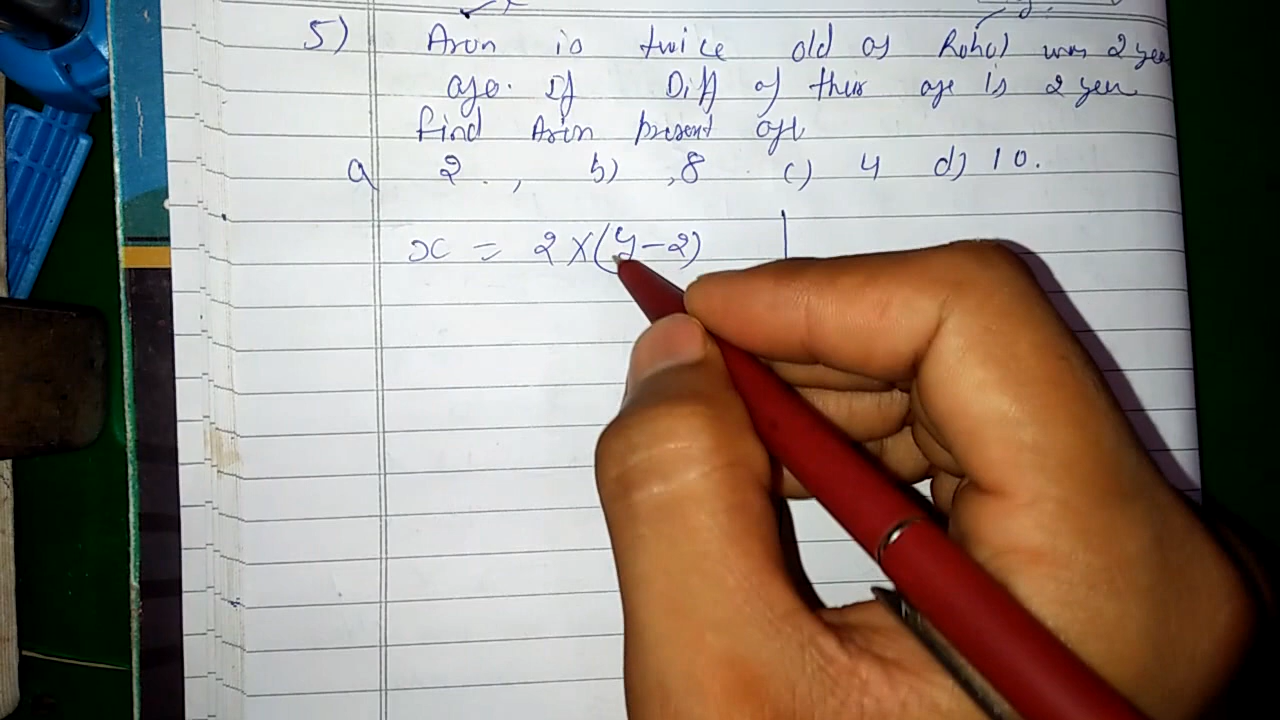 5) Arun is twice old as Rohal was 2 year
ago. If Diff of their age is 2 year
find Arun present age
a 2. , b) , 8 c) 4 d) 10.
x = 2 × (y - 2)